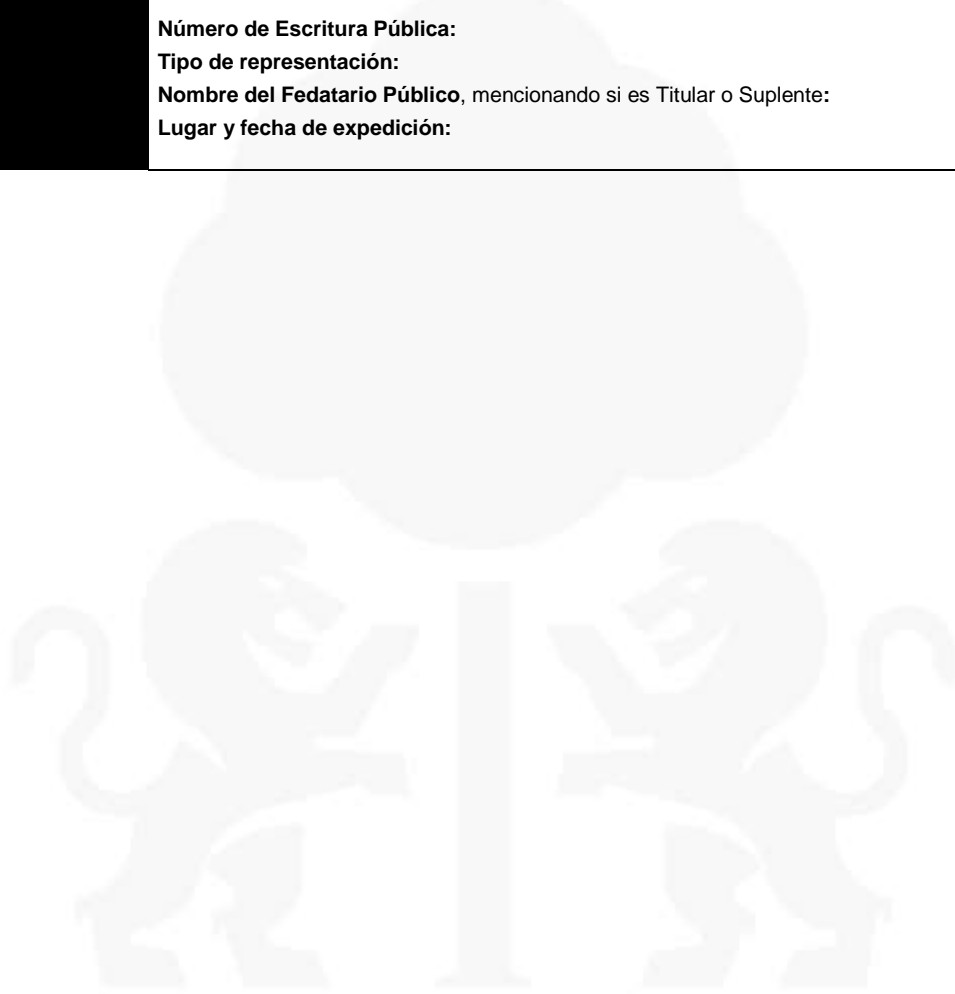 Número de Escritura Pública:
Tipo de representación:
Nombre del Fedatario Público, mencionando si es Titular o Suplente:
Lugar y fecha de expedición: